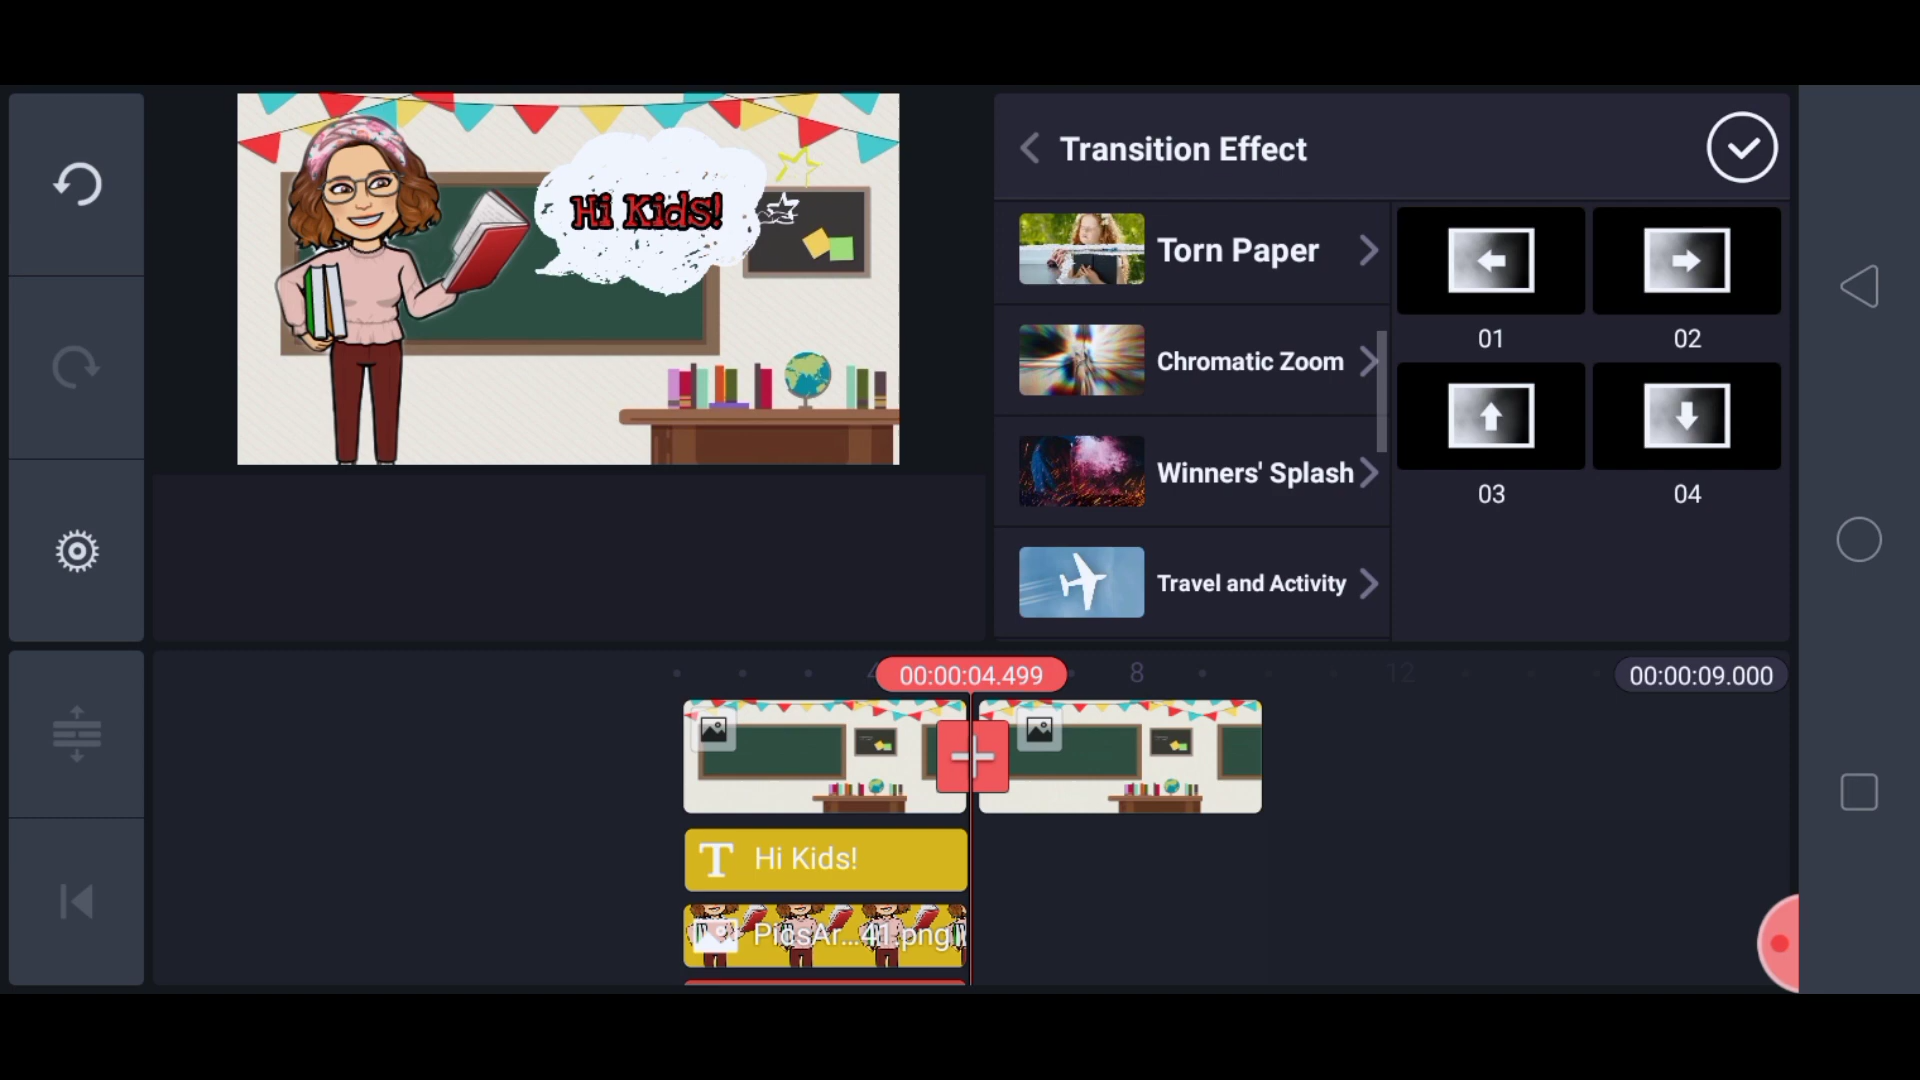 Hi Kids!
Transition Effect
Torn Paper
Chromatic Zoom
Winners' Splash
Travel and Activity
01
02
03
04
00:00:04.499
8
12
00:00:09.000
T Hi Kids!
PicsAr...41.png